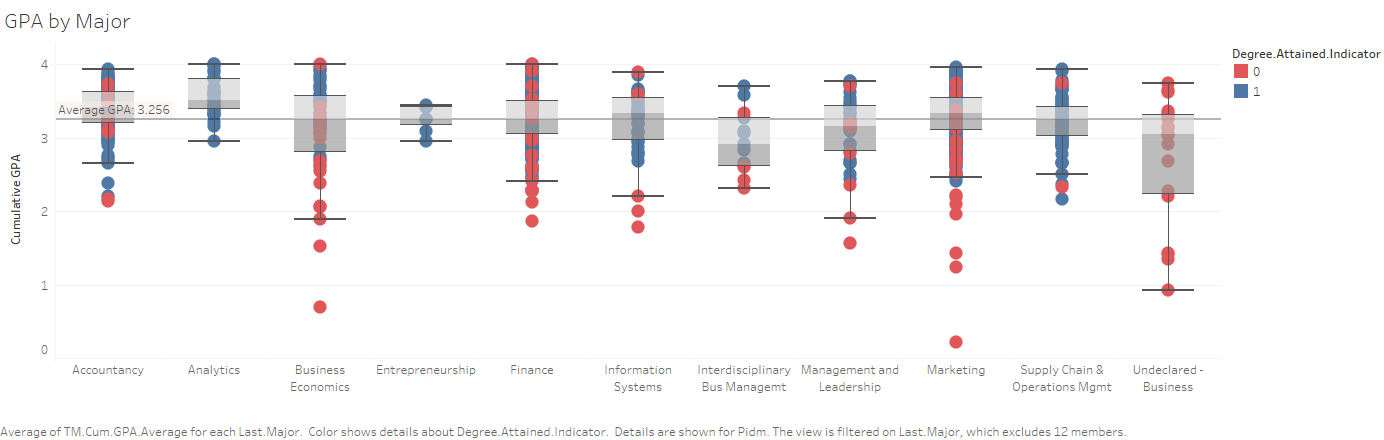 GPA by Major
Degree.Attained.Indicator
0
1
4
3
2
1
0
Cumulative GPA
Average GPA: 3.256
Accountancy
Analytics
Business
Economics
Entrepreneurship
Finance
Information
Systems
Interdisciplinary
Bus Managemt
Management and
Leadership
Marketing
Supply Chain &
Operations Mgmt
Undeclared -
Business
Average of TM.Cum.GPA.Average for each Last.Major. Color shows details about Degree.Attained.Indicator. Details are shown for Pidm. The view is filtered on Last.Major, which excludes 12 members.